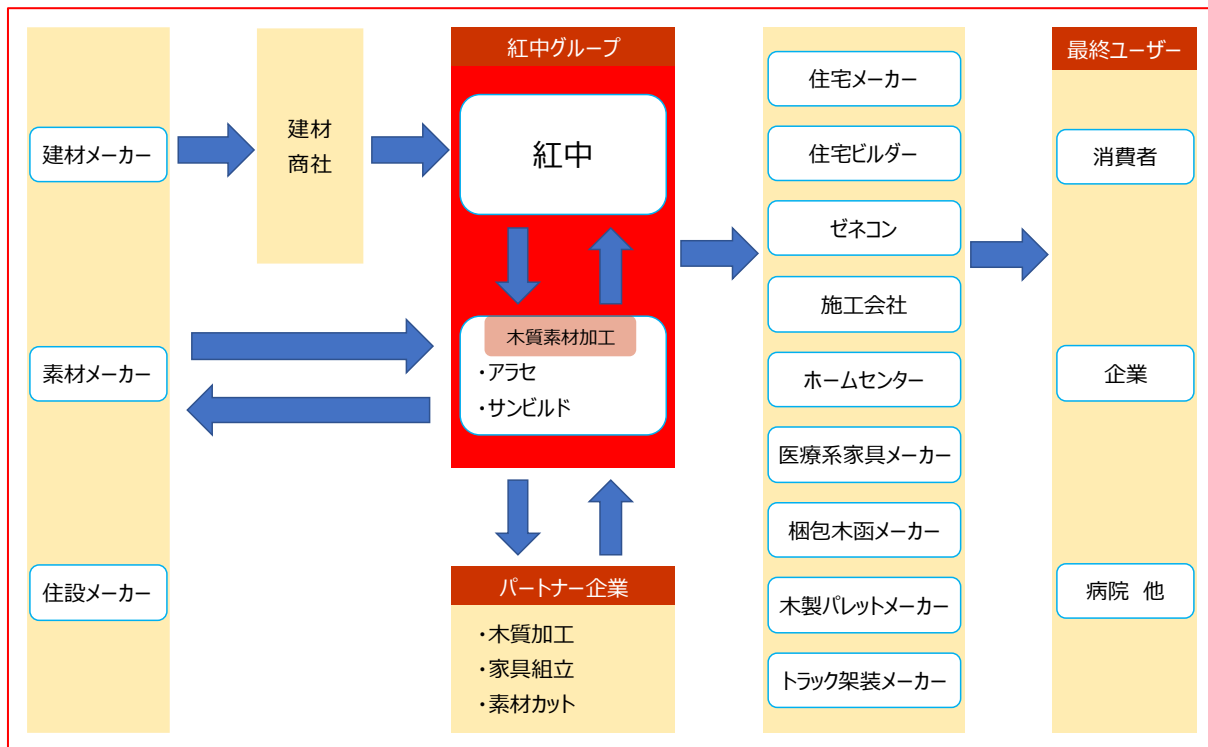 建材メーカー
素材メーカー
住設メーカー
建材
商社
紅中グループ
紅中
木質素材加工
・アラセ
・サンビルド
パートナー企業
・木質加工
・家具組立
・素材カット
住宅メーカー
住宅ビルダー
ゼネコン
施工会社
ホームセンター
医療系家具メーカー
梱包木函メーカー
木製パレットメーカー
トラック架装メーカー
最終ユーザー
消費者
企業
病院 他